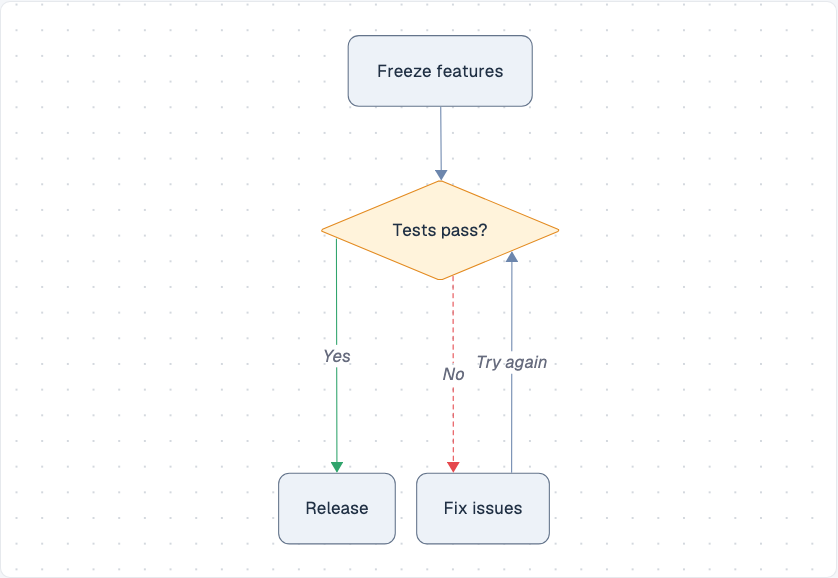 Freeze features
Tests pass?
Yes
Try again
No
Release
Fix issues